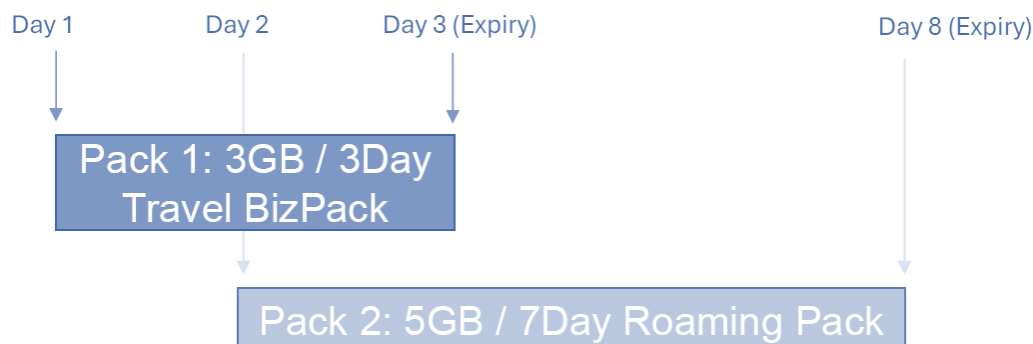 Day 1
Day 2
Day 3 (Expiry)
Day 8 (Expiry)
Pack 1: 3GB / 3Day
Travel BizPack
Pack 2: 5GB / 7Day Roaming Pack